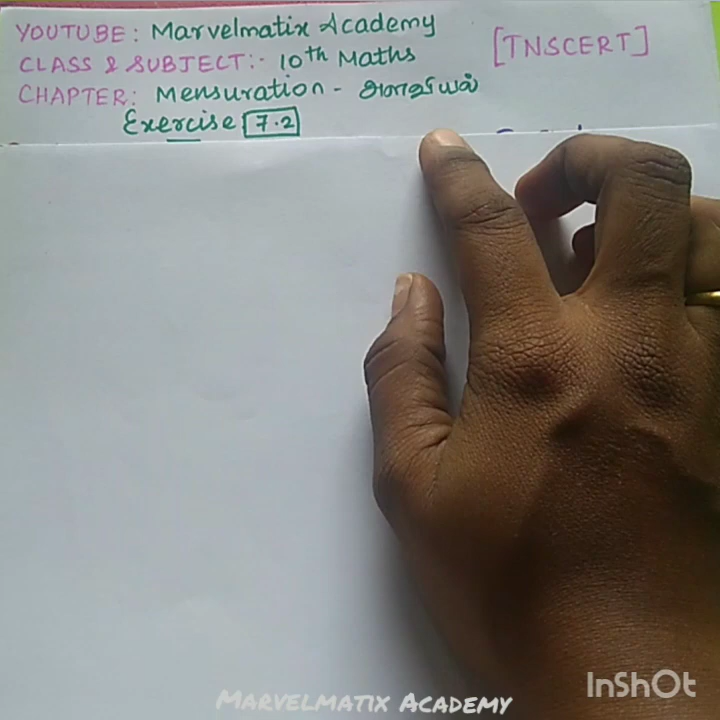 YOUTUBE: Marvelmatix Academy
CLASS & SUBJECT:- 10th Maths [TNSCERT]
CHAPTER: Mensuration - அளவியல்
Exercise 7.2
MARVELMATIX ACADEMY
InShOt